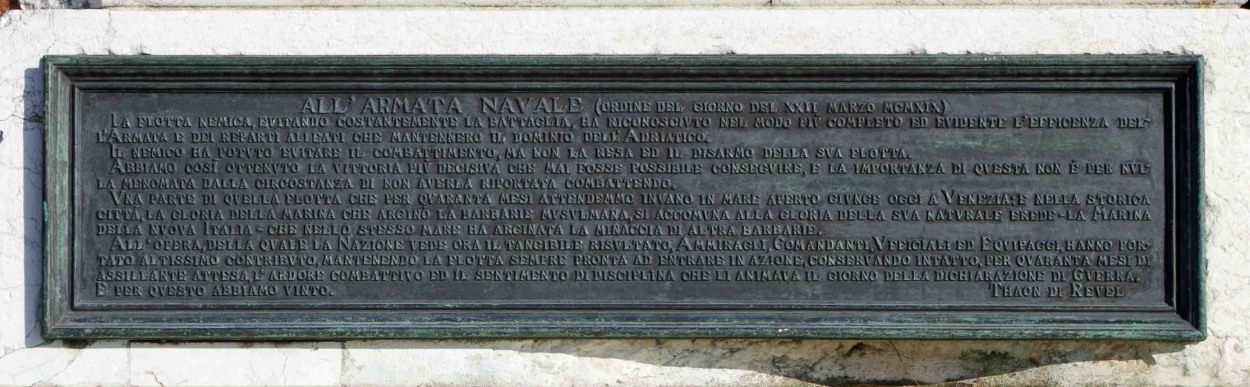 ALL'ARMATA NAVALE (ORDINE DEL GIORNO DEL XXII MARZO MCMXIX)
LA FLOTTA NEMICA, EVITANDO COSTANTEMENTE LA BATTAGLIA, HA RICONOSCIVTO NEL MODO PIÙ COMPLETO ED EVIDENTE L'EFFICENZA DEL-
L'ARMATA E DEI REPARTI ALLEATI CHE MANTENNERO IL DOMINIO DELL'ADRIATICO.
IL NEMICO HA POTUTO EVITARE IL COMBATTIMENTO, MA NON LA RESA ED IL DISARMO DELLA SVA FLOTTA.
ABBIAMO COSÌ OTTENVTO LA VITTORIA PIÙ DECISIVA CHE MAI FOSSE POSSIBILE CONSEGVIRE, E LA IMPORTANZA DI QVESTA NON È PER NVL-
LA MENOMATA DALLA CIRCOSTANZA DI NON AVERLA RIPORTATA COMBATTENDO.
VNA PARTE DI QVELLA FLOTTA CHE PER QVARANTA MESI ATTENDEMMO INVANO IN MARE APERTO GIVNGE OGGI A VENEZIA: E NELLA STORICA
CITTÀ, LA GLORIA DELLA MARINA CHE ARGINÒ LA BARBARIE MVSVLMARA, SI ACCOMVNA ALLA GLORIA DELLA SVA NATVRALE EREDE - LA MARINA
DELLA NVOVA ITALIA - CHE NELLO STESSO MARE HA ARGINATA LA MINACCIA DI ALTRA BARBARIE.
ALL'OPERA, DELLA QVALE LA NAZIONE VEDE ORA IL TANGIBILE RISVLTATO, AMMIRAGLI, COMANDANTI, VFFICIALI ED EQVIPAGGI, HANNO POR-
TATO ALTISSIMO CONTRIBVTO, MANTENENDO LA FLOTTA SEMPRE PRONTA AD ENTRARE IN AZIONE, CONSERVANDO INTATTO, PER QVARANTA MESI DI
ASSILLANTE ATTESA, L'ARDORE COMBATTIVO ED IL SENTIMENTO DI DISCIPLINA CHE LI ANIMAVA IL GIORNO DELLA DICHIARAZIONE DI GVERRA.
E PER QVESTO ABBIAMO VINTO. THAON DI REVEL